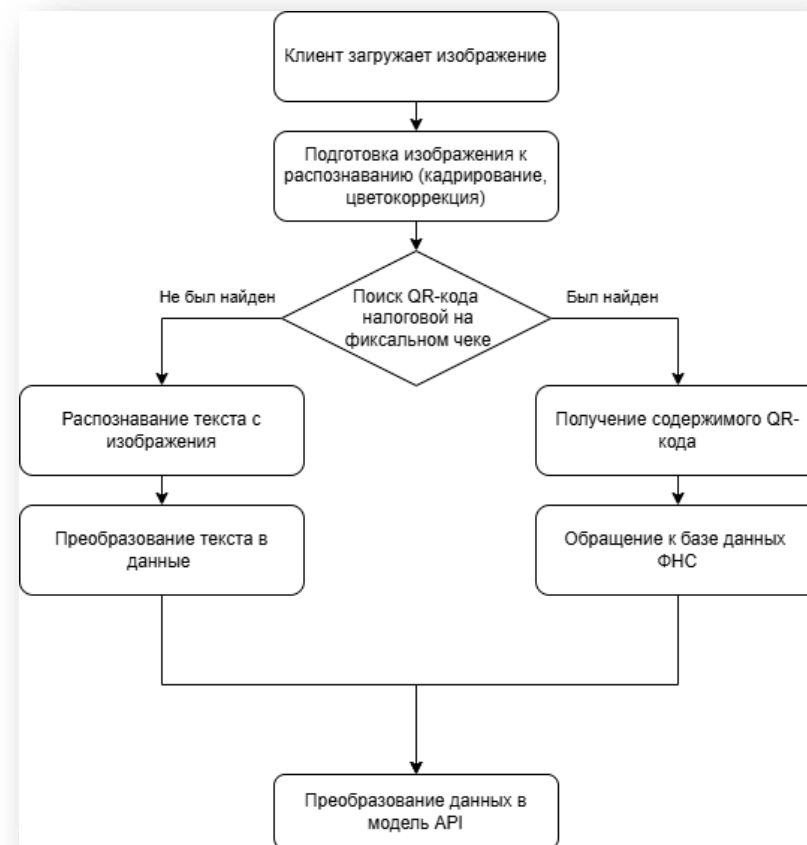 Клиент загружает изображение
Подготовка изображения к
распознаванию (кадрирование,
цветокоррекция)
Не был найден
Поиск QR-кода
налоговой на
фиксальном чеке
Был найден
Распознавание текста с
изображения
Получение содержимого QR-
кода
Преобразование текста в
данные
Обращение к базе данных
ФНС
Преобразование данных в
модель API